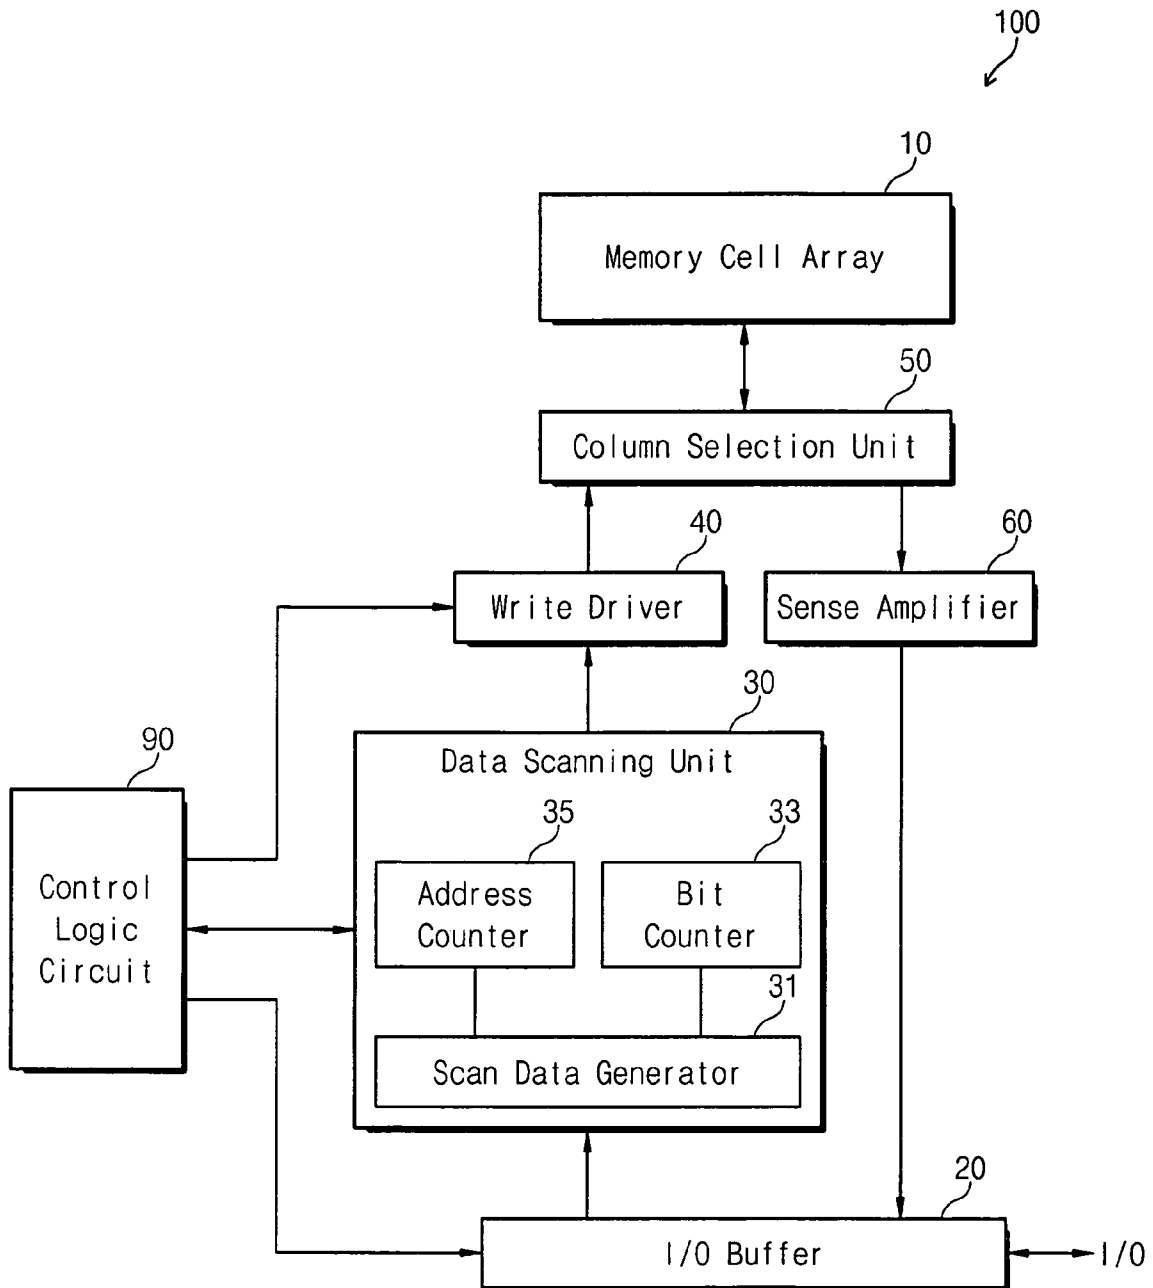 100
10
Memory Cell Array
50
Column Selection Unit
40
60
Write Driver
Sense Amplifier
30
90
Data Scanning Unit
35
33
Control
Logic
Circuit
Address
Counter
Bit
Counter
31
Scan Data Generator
20
I/O Buffer
I/O